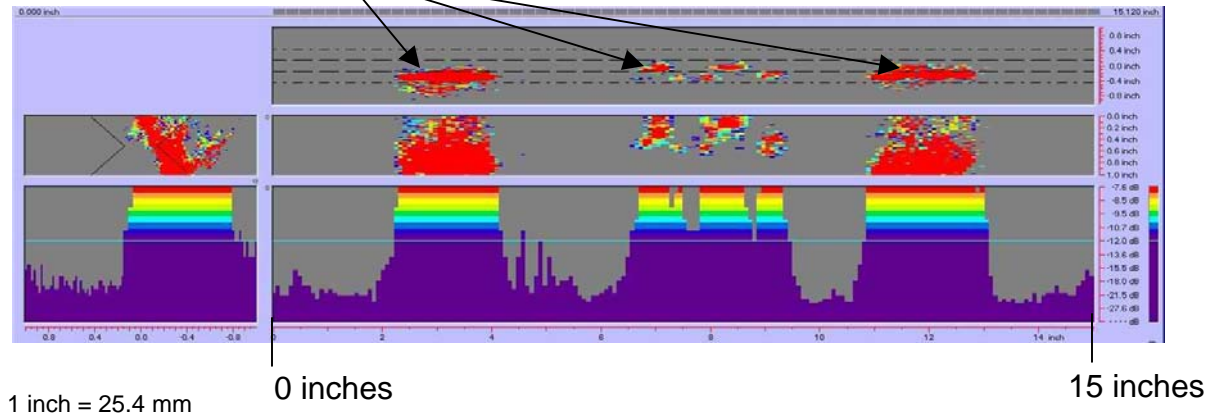 0.000 inch 15.120 inch
0.8 inch
0.4 inch
0.0 inch
-0.4 inch
-0.8 inch
0.0 inch
0.2 inch
0.4 inch
0.6 inch
0.8 inch
1.0 inch
-7.6 dB
-8.5 dB
-9.5 dB
-10.7 dB
-12.0 dB
-13.6 dB
-15.5 dB
-18.0 dB
-21.5 dB
-27.6 dB
---- dB
0.8 0.4 0.0 -0.4 -0.8 0 2 4 6 8 10 12 14 inch
0 inches 15 inches
1 inch = 25.4 mm